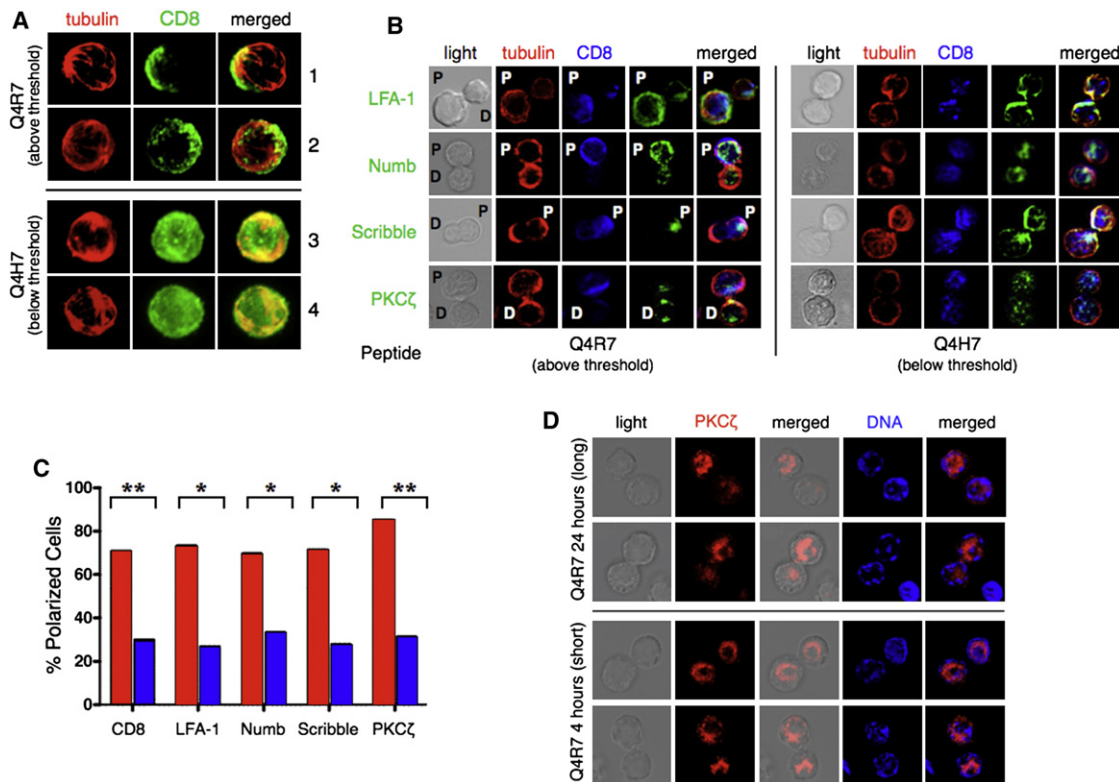 A
tubulin CD8 merged
Q4R7
(above threshold)
1
2
Q4H7
(below threshold)
3
4
B
light tubulin CD8 merged
light tubulin CD8 merged
LFA-1
P P P P P
D
Numb
P P P P P
D D D
Scribble
P P P P P
D
PKCζ
D D D D
Peptide
Q4R7
(above threshold)
Q4H7
(below threshold)
C
% Polarized Cells
100
80
60
40
20
0
** * * * **
CD8 LFA-1 Numb Scribble PKCζ
D
light PKCζ merged DNA merged
Q4R7 24 hours (long)
Q4R7 4 hours (short)